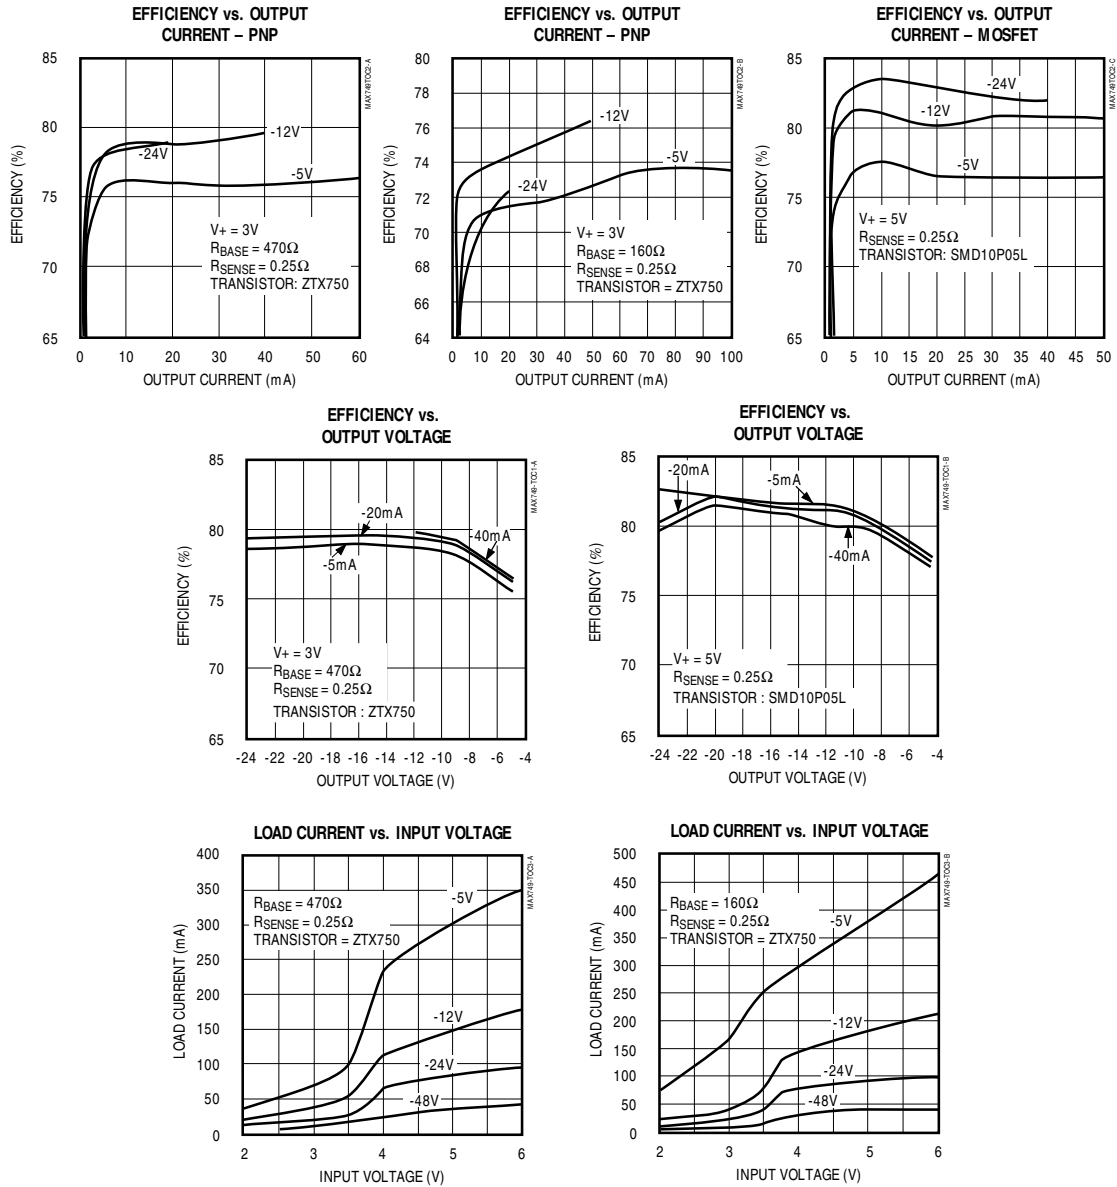 EFFICIENCY vs. OUTPUT
CURRENT – PNP
85
80
75
70
65
EFFICIENCY (%)
-12V
-24V
-5V
V+ = 3V
RBASE = 470Ω
RSENSE = 0.25Ω
TRANSISTOR: ZTX750
0 10 20 30 40 50 60
OUTPUT CURRENT (mA)
MAX749TOC2-A
EFFICIENCY vs. OUTPUT
CURRENT – PNP
80
78
76
74
72
70
68
66
64
EFFICIENCY (%)
-12V
-5V
-24V
V+ = 3V
RBASE = 160Ω
RSENSE = 0.25Ω
TRANSISTOR = ZTX750
0 10 20 30 40 50 60 70 80 90 100
OUTPUT CURRENT (mA)
MAX749TOC2-B
EFFICIENCY vs. OUTPUT
CURRENT – MOSFET
85
80
75
70
65
EFFICIENCY (%)
-24V
-12V
-5V
V+ = 5V
RSENSE = 0.25Ω
TRANSISTOR: SMD10P05L
0 5 10 15 20 25 30 35 40 45 50
OUTPUT CURRENT (mA)
MAX749TOC2-C
EFFICIENCY vs.
OUTPUT VOLTAGE
85
80
75
70
65
EFFICIENCY (%)
-20mA
-40mA
-5mA
V+ = 3V
RBASE = 470Ω
RSENSE = 0.25Ω
TRANSISTOR : ZTX750
-24 -22 -20 -18 -16 -14 -12 -10 -8 -6 -4
OUTPUT VOLTAGE (V)
MAX749-TOC1-A
EFFICIENCY vs.
OUTPUT VOLTAGE
85
80
75
70
65
EFFICIENCY (%)
-20mA
-5mA
-40mA
V+ = 5V
RSENSE = 0.25Ω
TRANSISTOR : SMD10P05L
-24 -22 -20 -18 -16 -14 -12 -10 -8 -6 -4
OUTPUT VOLTAGE (V)
MAX749-TOC1-B
LOAD CURRENT vs. INPUT VOLTAGE
400
350
300
250
200
150
100
50
0
LOAD CURRENT (mA)
RBASE = 470Ω
RSENSE = 0.25Ω
TRANSISTOR = ZTX750
-5V
-12V
-24V
-48V
2 3 4 5 6
INPUT VOLTAGE (V)
MAX749-TOC3-A
LOAD CURRENT vs. INPUT VOLTAGE
500
450
400
350
300
250
200
150
100
50
0
LOAD CURRENT (mA)
RBASE = 160Ω
RSENSE = 0.25Ω
TRANSISTOR = ZTX750
-5V
-12V
-24V
-48V
2 3 4 5 6
INPUT VOLTAGE (V)
MAX749-TOC3-B